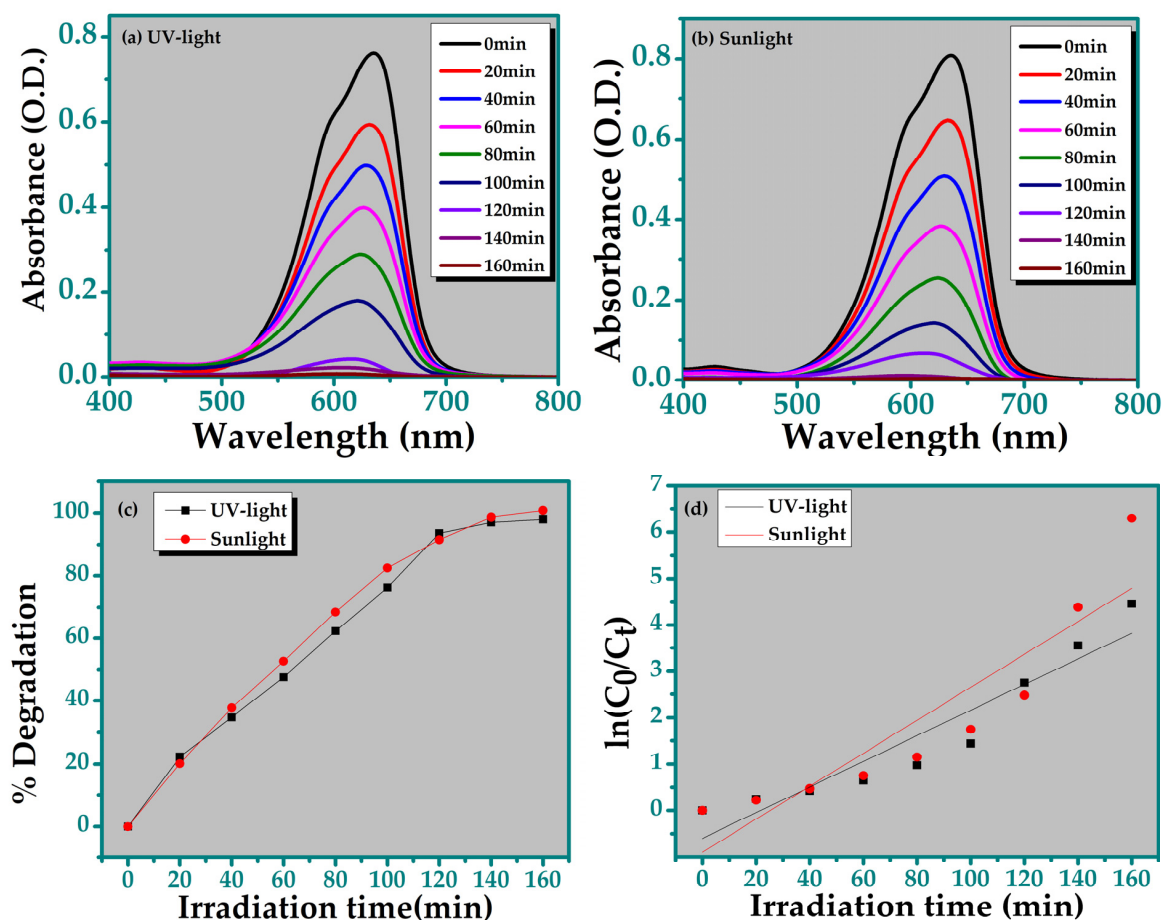 (a) UV-light
0min
20min
40min
60min
80min
100min
120min
140min
160min
0.8
0.6
0.4
0.2
0.0
400
500
600
700
800
Absorbance (O.D.)
Wavelength (nm)
(b) Sunlight
0min
20min
40min
60min
80min
100min
120min
140min
160min
0.8
0.6
0.4
0.2
0.0
400
500
600
700
800
Absorbance (O.D.)
Wavelength (nm)
(c)
UV-light
Sunlight
100
80
60
40
20
0
0 20 40 60 80 100 120 140 160
% Degradation
Irradiation time(min)
(d)
UV-light
Sunlight
7
6
5
4
3
2
1
0
0 20 40 60 80 100 120 140 160
ln(C0/Ct)
Irradiation time (min)